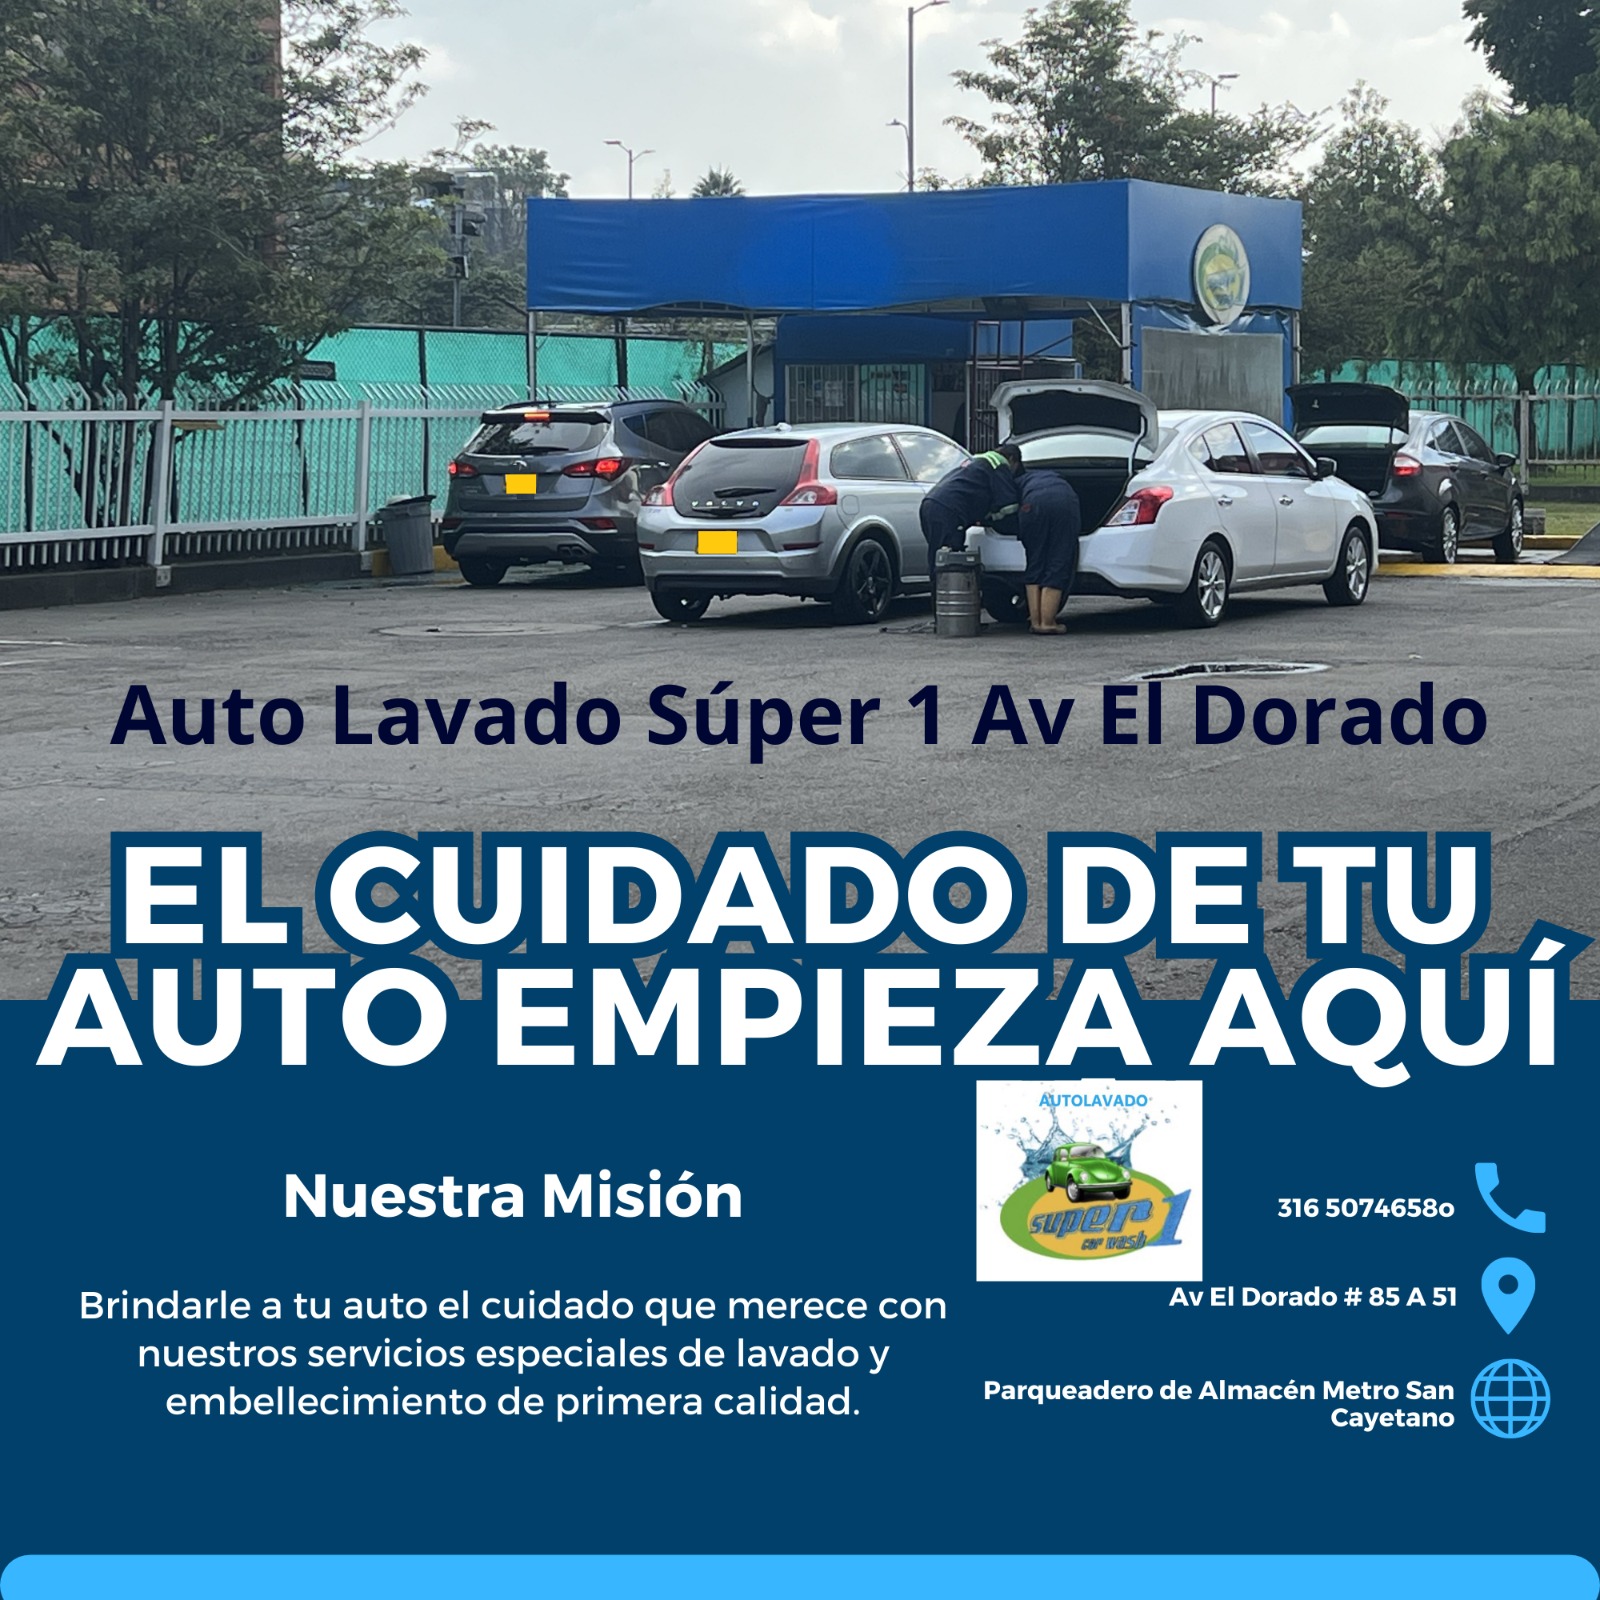 VOLVO
Auto Lavado Súper 1 Av El Dorado
EL CUIDADO DE TU
AUTO EMPIEZA AQUÍ
AUTOLAVADO
super 1
car wash
Nuestra Misión
Brindarle a tu auto el cuidado que merece con
nuestros servicios especiales de lavado y
embellecimiento de primera calidad.
316 5074658o
Av El Dorado # 85 A 51
Parqueadero de Almacén Metro San
Cayetano